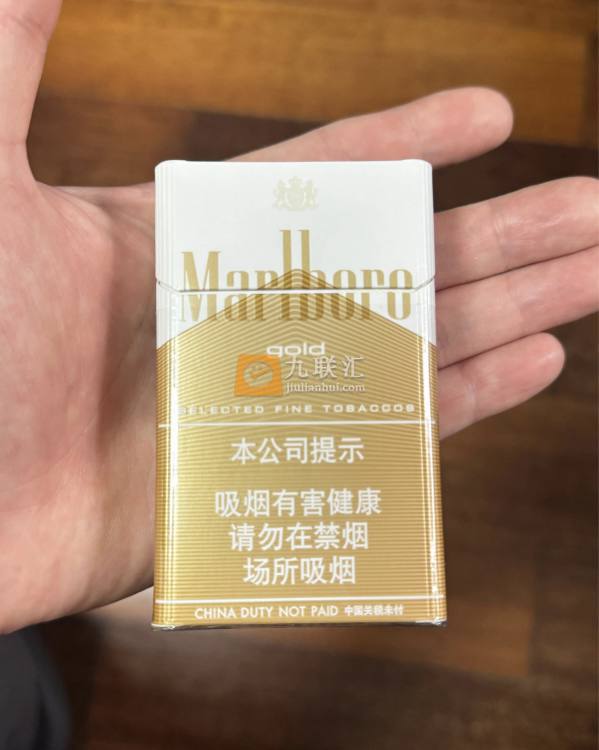 Marlboro
gold
九联汇
jiulianhui.com
SELECTED FINE TOBACCOS
本公司提示
吸烟有害健康
请勿在禁烟
场所吸烟
CHINA DUTY NOT PAID 中国关税未付